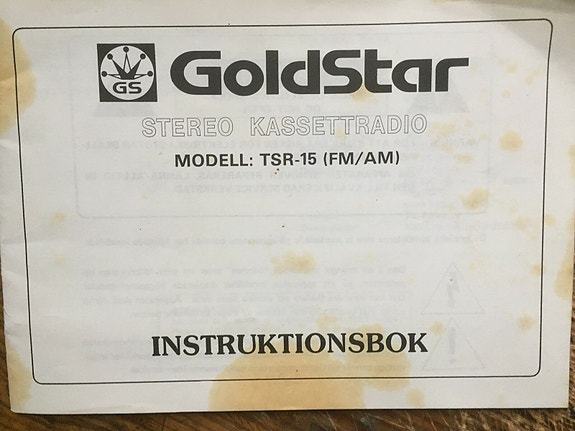 GS GoldStar
STEREO KASSETTRADIO
MODELL: TSR-15 (FM/AM)
INSTRUKTIONSBOK